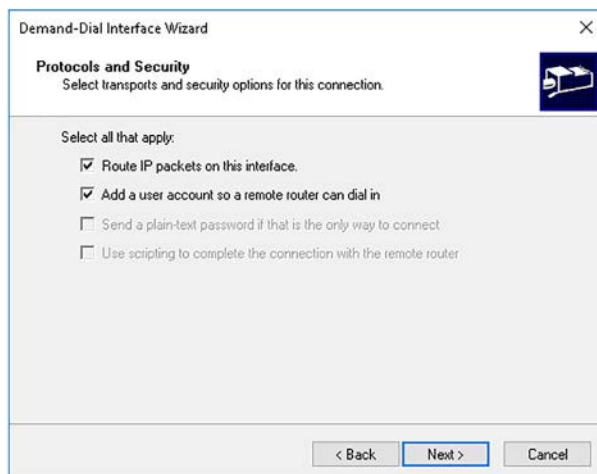 Demand-Dial Interface Wizard
Protocols and Security
Select transports and security options for this connection.
Select all that apply:
Route IP packets on this interface.
Add a user account so a remote router can dial in
Send a plain-text password if that is the only way to connect
Use scripting to complete the connection with the remote router
< Back
Next >
Cancel